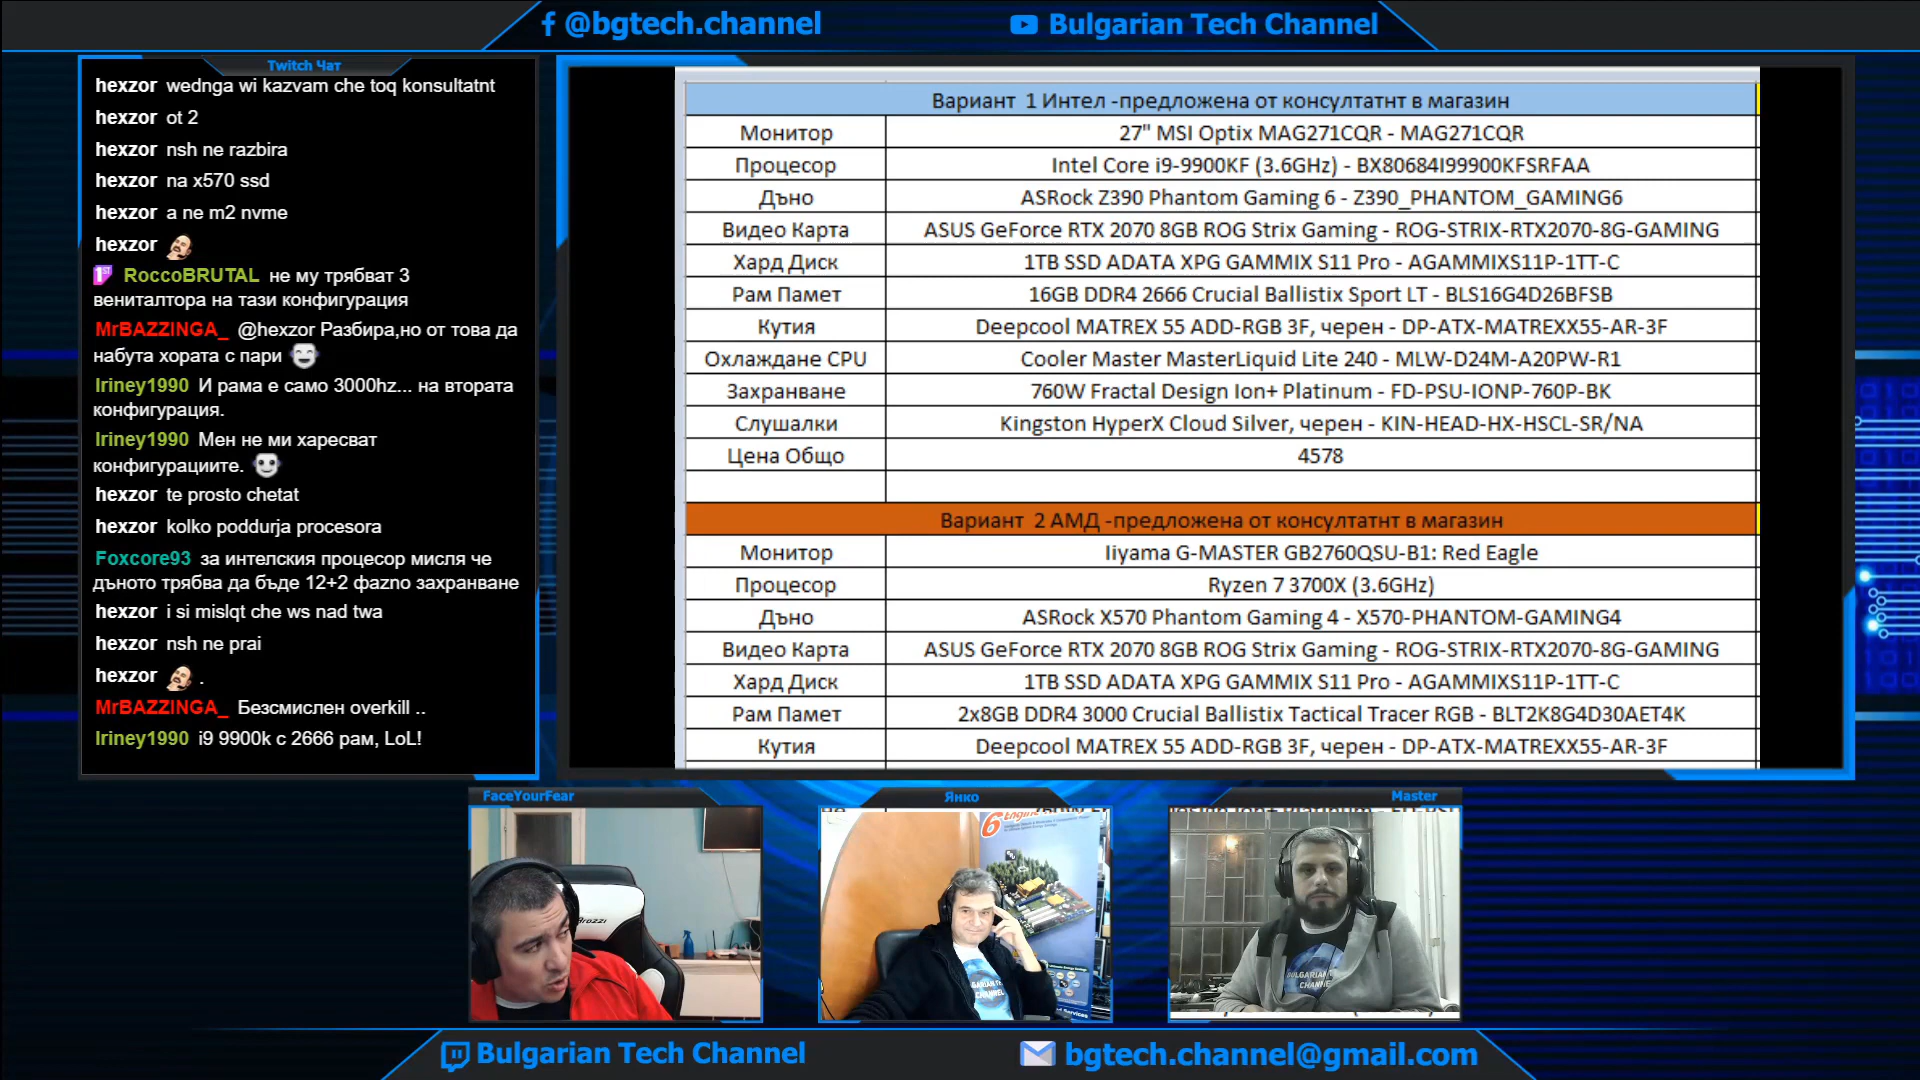 @bgtech.channel
Bulgarian Tech Channel
Twitch Чат
hexzor wednga wi kazvam che toq konsultatnt
hexzor ot 2
hexzor nsh ne razbira
hexzor na x570 ssd
hexzor a ne m2 nvme
hexzor
1ST RoccoBRUTAL не му трябват 3
вениталтора на тази конфигурация
MrBAZZINGA_ @hexzor Разбира,но от това да
набута хората с пари
Iriney1990 И рама е само 3000hz... на втората
конфигурация.
Iriney1990 Мен не ми харесват
конфигурациите.
hexzor te prosto chetat
hexzor kolko poddurja procesora
Foxcore93 за интелския процесор мисля че
дъното трябва да бъде 12+2 фазno захранване
hexzor i si mislqt che ws nad twa
hexzor nsh ne prai
hexzor .
MrBAZZINGA_ Безсмислен overkill ..
Iriney1990 i9 9900k с 2666 рам, LoL!
Вариант 1 Интел -предложена от консултатнт в магазин
Монитор 27" MSI Optix MAG271CQR - MAG271CQR
Процесор Intel Core i9-9900KF (3.6GHz) - BX80684I99900KFSRFAA
Дъно ASRock Z390 Phantom Gaming 6 - Z390_PHANTOM_GAMING6
Видео Карта ASUS GeForce RTX 2070 8GB ROG Strix Gaming - ROG-STRIX-RTX2070-8G-GAMING
Хард Диск 1TB SSD ADATA XPG GAMMIX S11 Pro - AGAMMIXS11P-1TT-C
Рам Памет 16GB DDR4 2666 Crucial Ballistix Sport LT - BLS16G4D26BFSB
Кутия Deepcool MATREX 55 ADD-RGB 3F, черен - DP-ATX-MATREXX55-AR-3F
Охлаждане CPU Cooler Master MasterLiquid Lite 240 - MLW-D24M-A20PW-R1
Захранване 760W Fractal Design Ion+ Platinum - FD-PSU-IONP-760P-BK
Слушалки Kingston HyperX Cloud Silver, черен - KIN-HEAD-HX-HSCL-SR/NA
Цена Общо 4578
Вариант 2 АМД -предложена от консултатнт в магазин
Монитор Iiyama G-MASTER GB2760QSU-B1: Red Eagle
Процесор Ryzen 7 3700X (3.6GHz)
Дъно ASRock X570 Phantom Gaming 4 - X570-PHANTOM-GAMING4
Видео Карта ASUS GeForce RTX 2070 8GB ROG Strix Gaming - ROG-STRIX-RTX2070-8G-GAMING
Хард Диск 1TB SSD ADATA XPG GAMMIX S11 Pro - AGAMMIXS11P-1TT-C
Рам Памет 2x8GB DDR4 3000 Crucial Ballistix Tactical Tracer RGB - BLT2K8G4D30AET4K
Кутия Deepcool MATREX 55 ADD-RGB 3F, черен - DP-ATX-MATREXX55-AR-3F
FaceYourFear
Янко
Master
6 Engine
BULGARIAN TECH
CHANNEL
Bulgarian Tech Channel
bgtech.channel@gmail.com